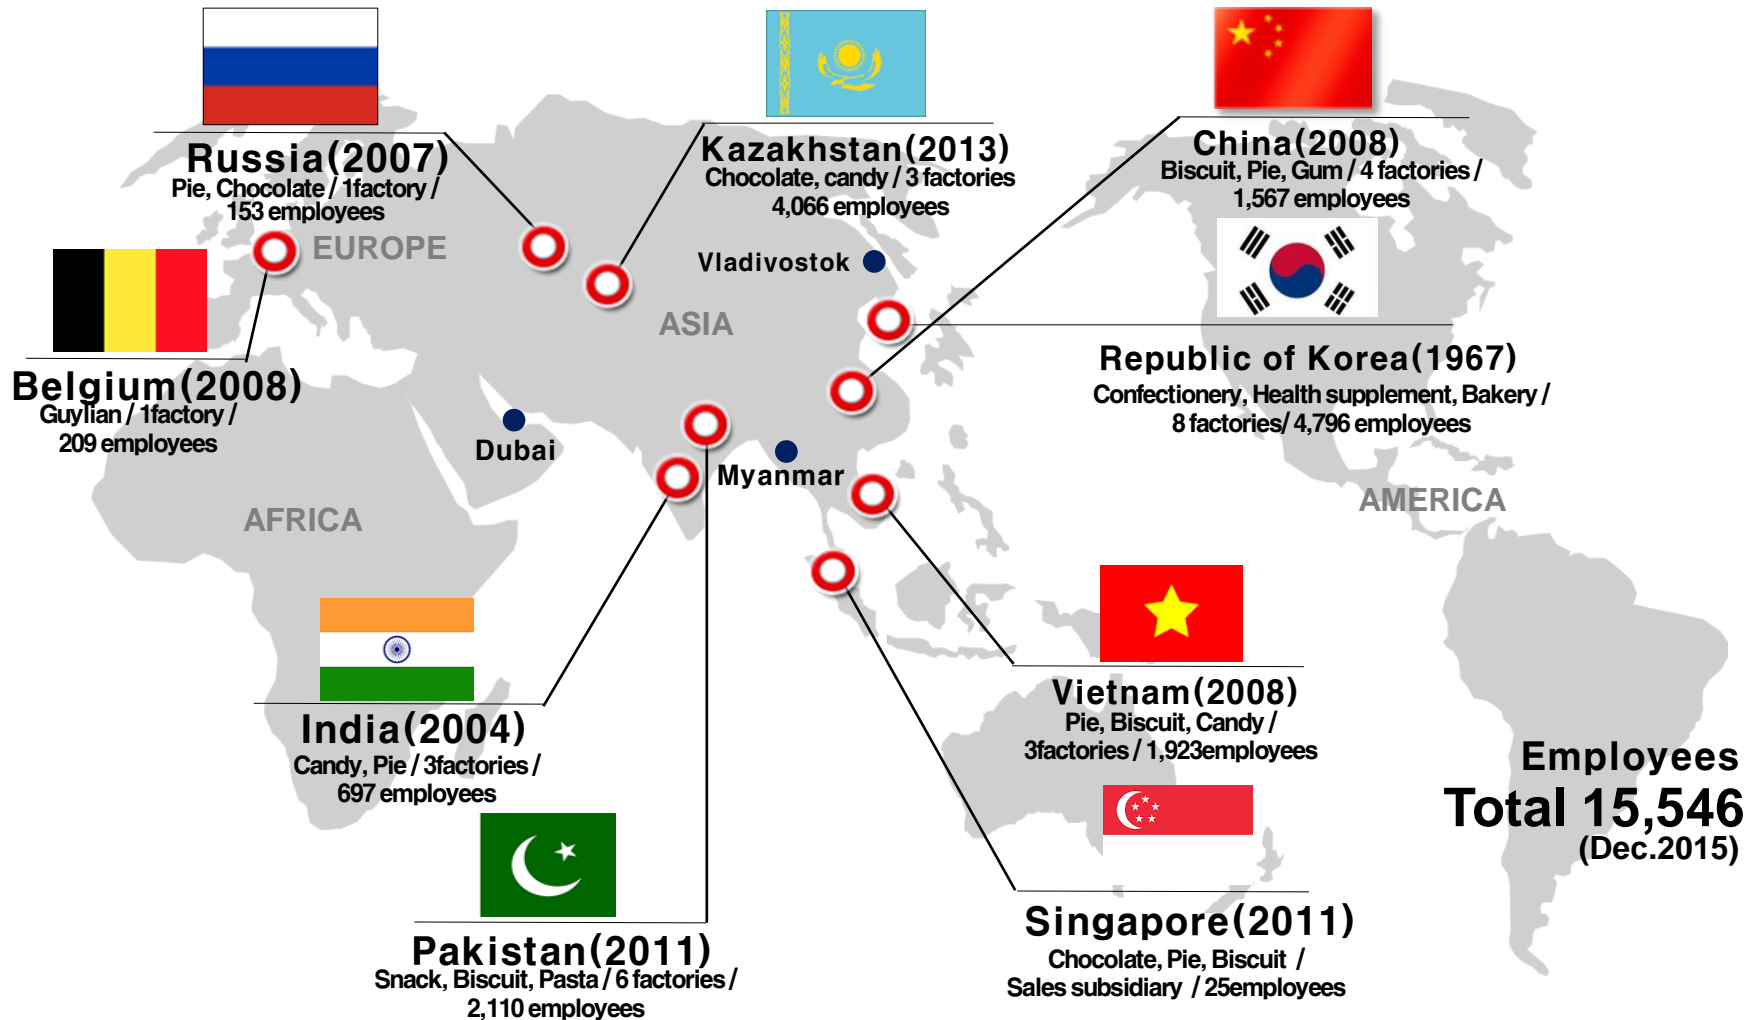 Russia(2007)
Pie, Chocolate / 1factory /
153 employees
Kazakhstan(2013)
Chocolate, candy / 3 factories
4,066 employees
China(2008)
Biscuit, Pie, Gum / 4 factories /
1,567 employees
EUROPE
Vladivostok
ASIA
Republic of Korea(1967)
Confectionery, Health supplement, Bakery /
8 factories/ 4,796 employees
Belgium(2008)
Guylian / 1factory /
209 employees
Dubai
Myanmar
AFRICA
AMERICA
India(2004)
Candy, Pie / 3factories /
697 employees
Vietnam(2008)
Pie, Biscuit, Candy /
3factories / 1,923employees
Employees
Total 15,546
(Dec.2015)
Pakistan(2011)
Snack, Biscuit, Pasta / 6 factories /
2,110 employees
Singapore(2011)
Chocolate, Pie, Biscuit /
Sales subsidiary / 25employees